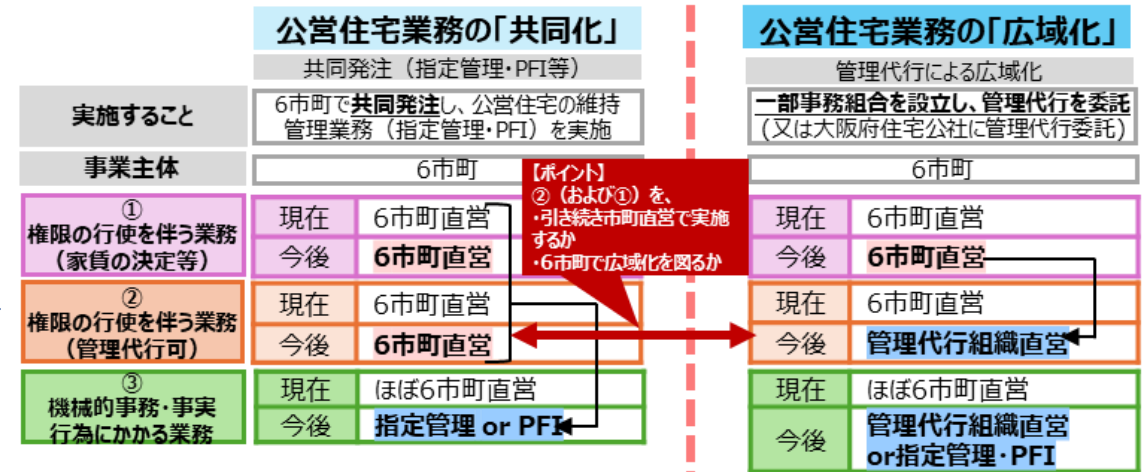 公営住宅業務の「共同化」
公営住宅業務の「広域化」
共同発注（指定管理・PFI等）
管理代行による広域化
実施すること
6市町で共同発注し、公営住宅の維持
管理業務（指定管理・PFI）を実施
一部事務組合を設立し、管理代行を委託
(又は大阪府住宅公社に管理代行委託)
事業主体
6市町
6市町
【ポイント】
②（および①）を、
・引き続き市町直営で実施
するか
・6市町で広域化を図るか
①
権限の行使を伴う業務
（家賃の決定等）
現在
6市町直営
今後
6市町直営
現在
6市町直営
今後
6市町直営
②
権限の行使を伴う業務
（管理代行可）
現在
6市町直営
今後
6市町直営
現在
6市町直営
今後
管理代行組織直営
③
機械的事務・事実
行為にかかる業務
現在
ほぼ6市町直営
今後
指定管理 or PFI
現在
ほぼ6市町直営
今後
管理代行組織直営
or指定管理・PFI